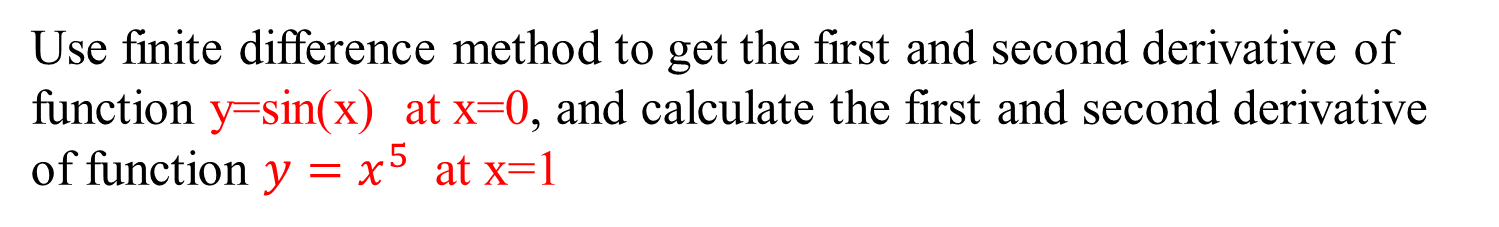 Use finite difference method to get the first and second derivative of
function y=sin(x) at x=0, and calculate the first and second derivative
of function y = x⁵ at x=1